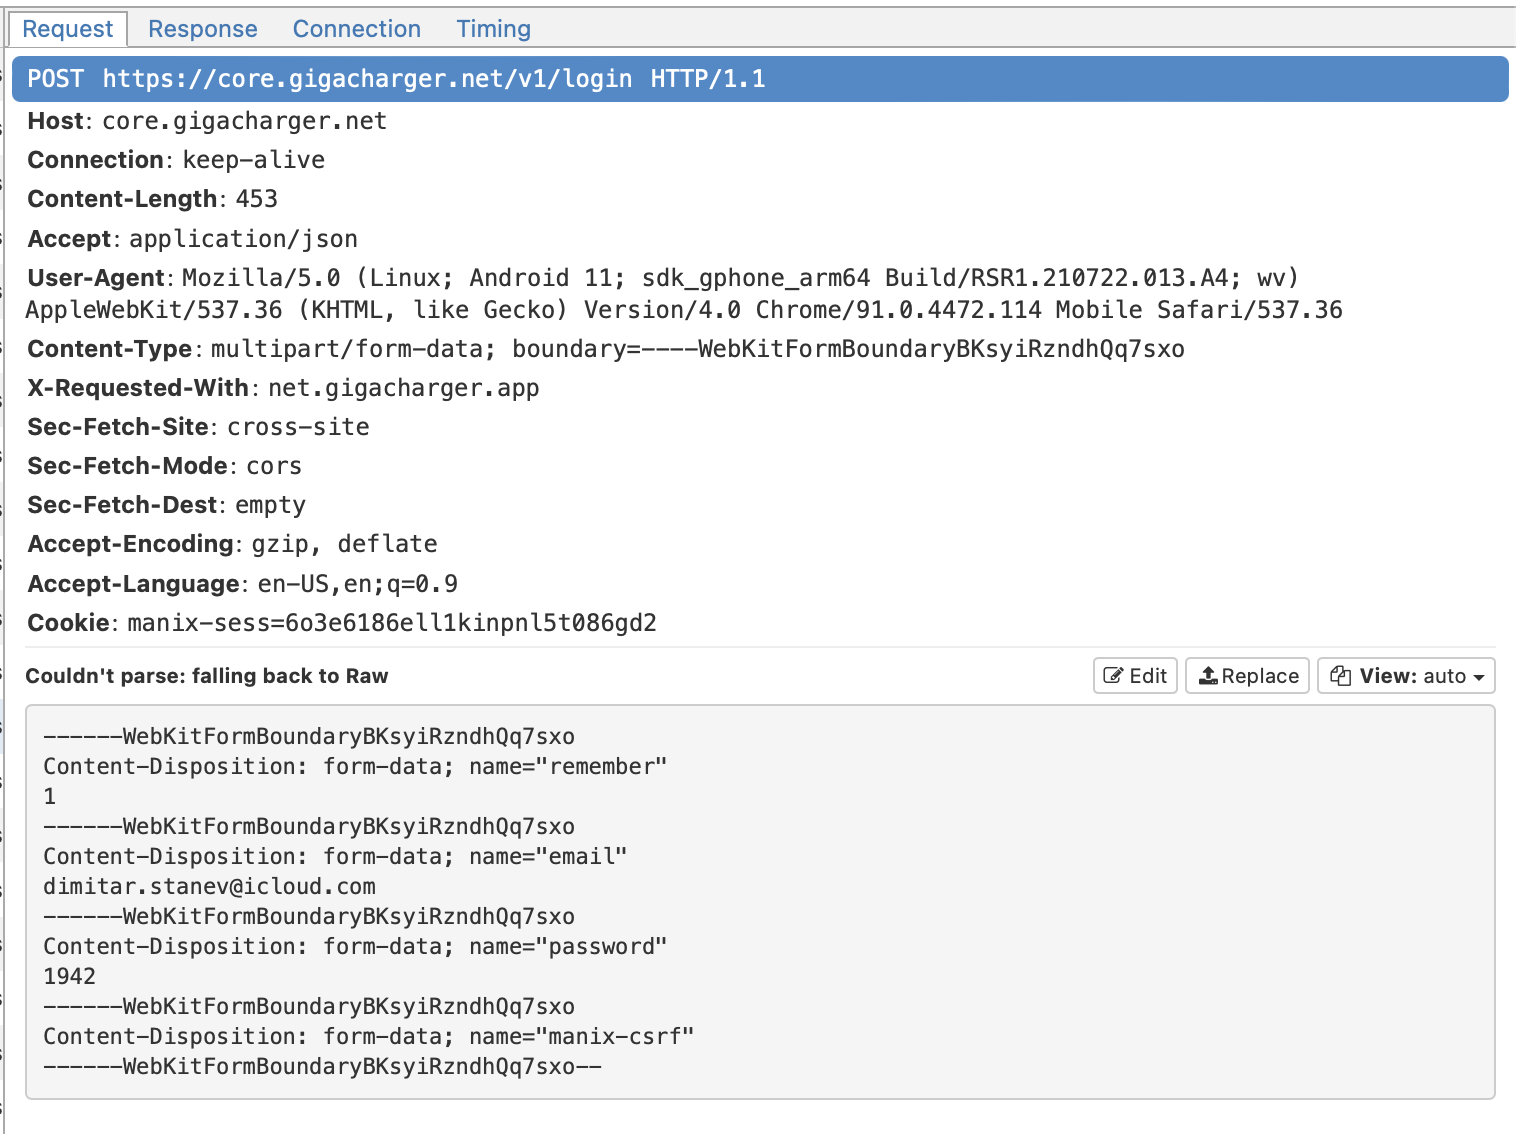 Request Response Connection Timing
POST https://core.gigacharger.net/v1/login HTTP/1.1
Host: core.gigacharger.net
Connection: keep-alive
Content-Length: 453
Accept: application/json
User-Agent: Mozilla/5.0 (Linux; Android 11; sdk_gphone_arm64 Build/RSR1.210722.013.A4; wv)
AppleWebKit/537.36 (KHTML, like Gecko) Version/4.0 Chrome/91.0.4472.114 Mobile Safari/537.36
Content-Type: multipart/form-data; boundary=----WebKitFormBoundaryBKsyiRzndhQq7sxo
X-Requested-With: net.gigacharger.app
Sec-Fetch-Site: cross-site
Sec-Fetch-Mode: cors
Sec-Fetch-Dest: empty
Accept-Encoding: gzip, deflate
Accept-Language: en-US,en;q=0.9
Cookie: manix-sess=6o3e6186ell1kinpnl5t086gd2
Couldn't parse: falling back to Raw Edit Replace View: auto
------WebKitFormBoundaryBKsyiRzndhQq7sxo
Content-Disposition: form-data; name="remember"
1
------WebKitFormBoundaryBKsyiRzndhQq7sxo
Content-Disposition: form-data; name="email"
dimitar.stanev@icloud.com
------WebKitFormBoundaryBKsyiRzndhQq7sxo
Content-Disposition: form-data; name="password"
1942
------WebKitFormBoundaryBKsyiRzndhQq7sxo
Content-Disposition: form-data; name="manix-csrf"
------WebKitFormBoundaryBKsyiRzndhQq7sxo--